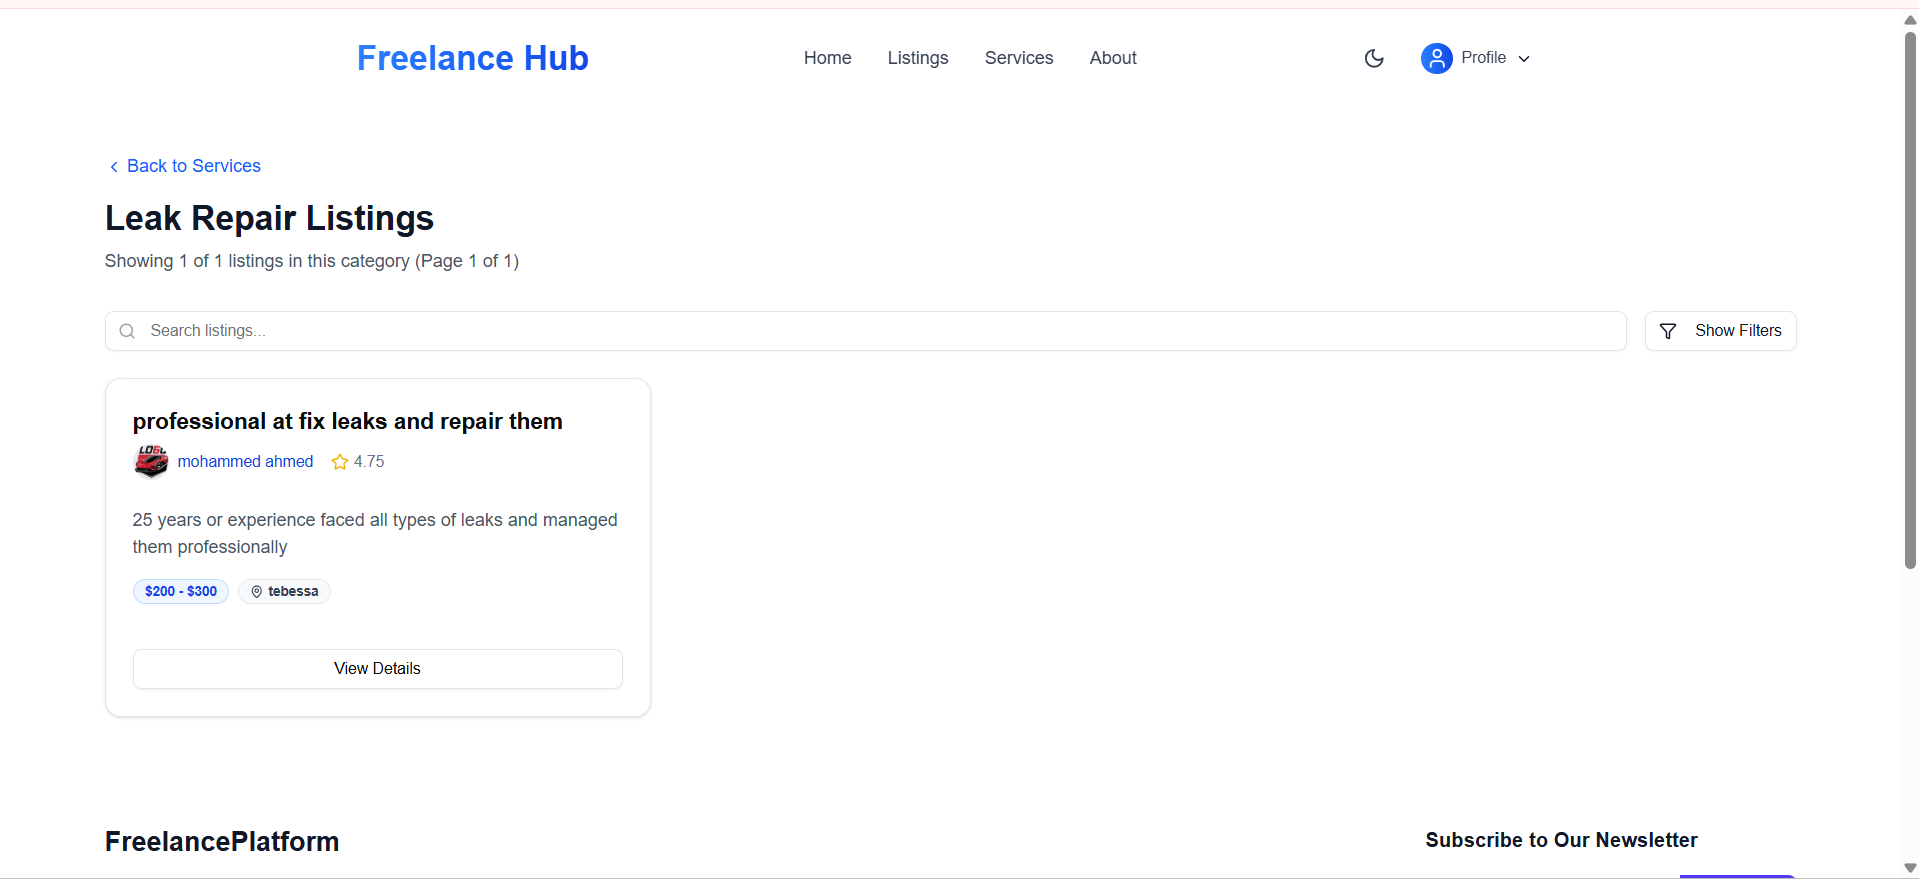 Freelance Hub
Home
Listings
Services
About
Profile
Back to Services
Leak Repair Listings
Showing 1 of 1 listings in this category (Page 1 of 1)
Search listings...
Show Filters
professional at fix leaks and repair them
mohammed ahmed
4.75
25 years or experience faced all types of leaks and managed
them professionally
$200 - $300
tebessa
View Details
FreelancePlatform
Subscribe to Our Newsletter